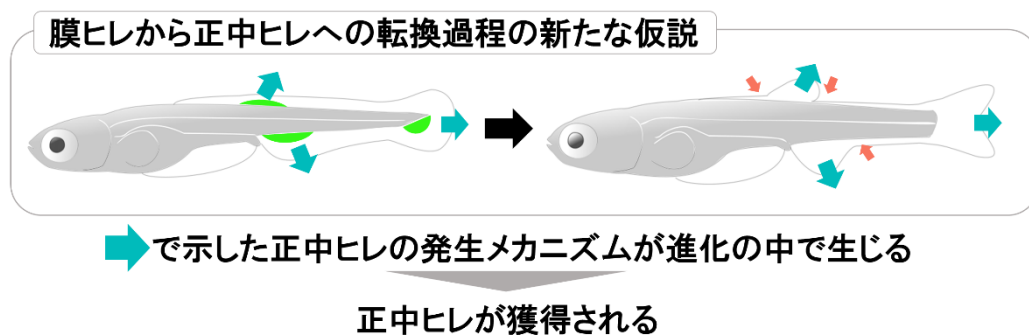 膜ヒレから正中ヒレへの転換過程の新たな仮説
で示した正中ヒレの発生メカニズムが進化の中で生じる
正中ヒレが獲得される